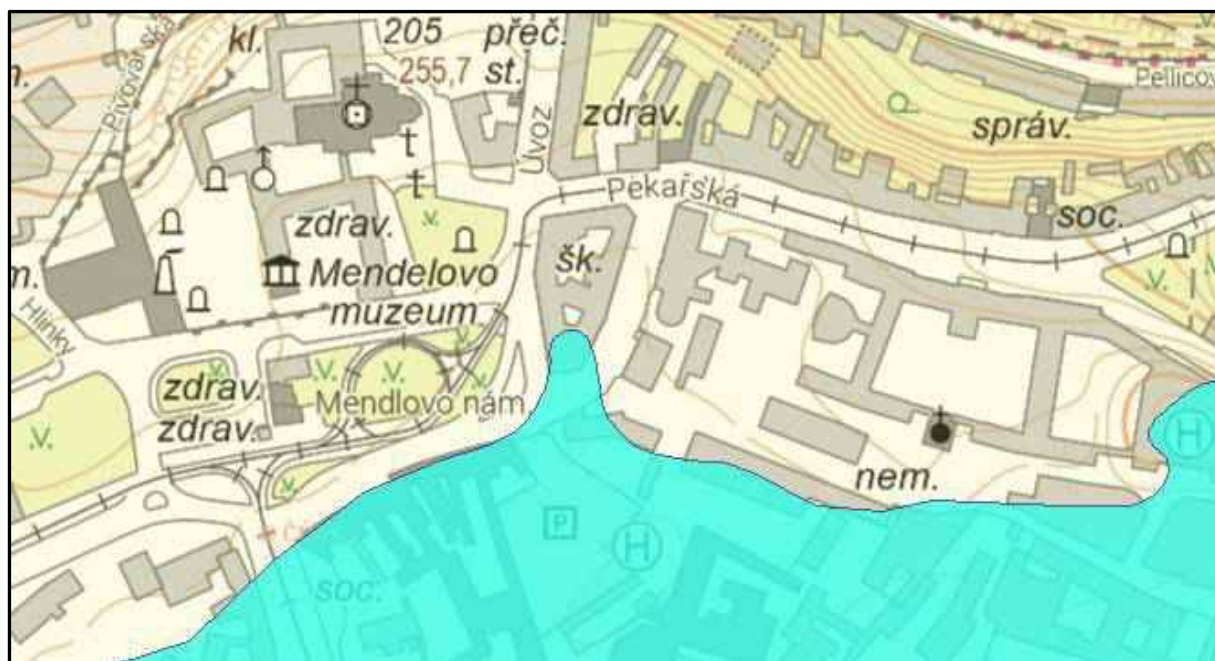 kl.
205
255,7
přeč.
st.
m.
Pivovarská
Úvoz
zdrav.
správ.
Pellicov
Pekařská
soc.
zdrav.
šk.
Mendelovo
muzeum
m.
Hlinky
zdrav.
zdrav.
Mendlovo nám
nem.
H
P
H
soc.